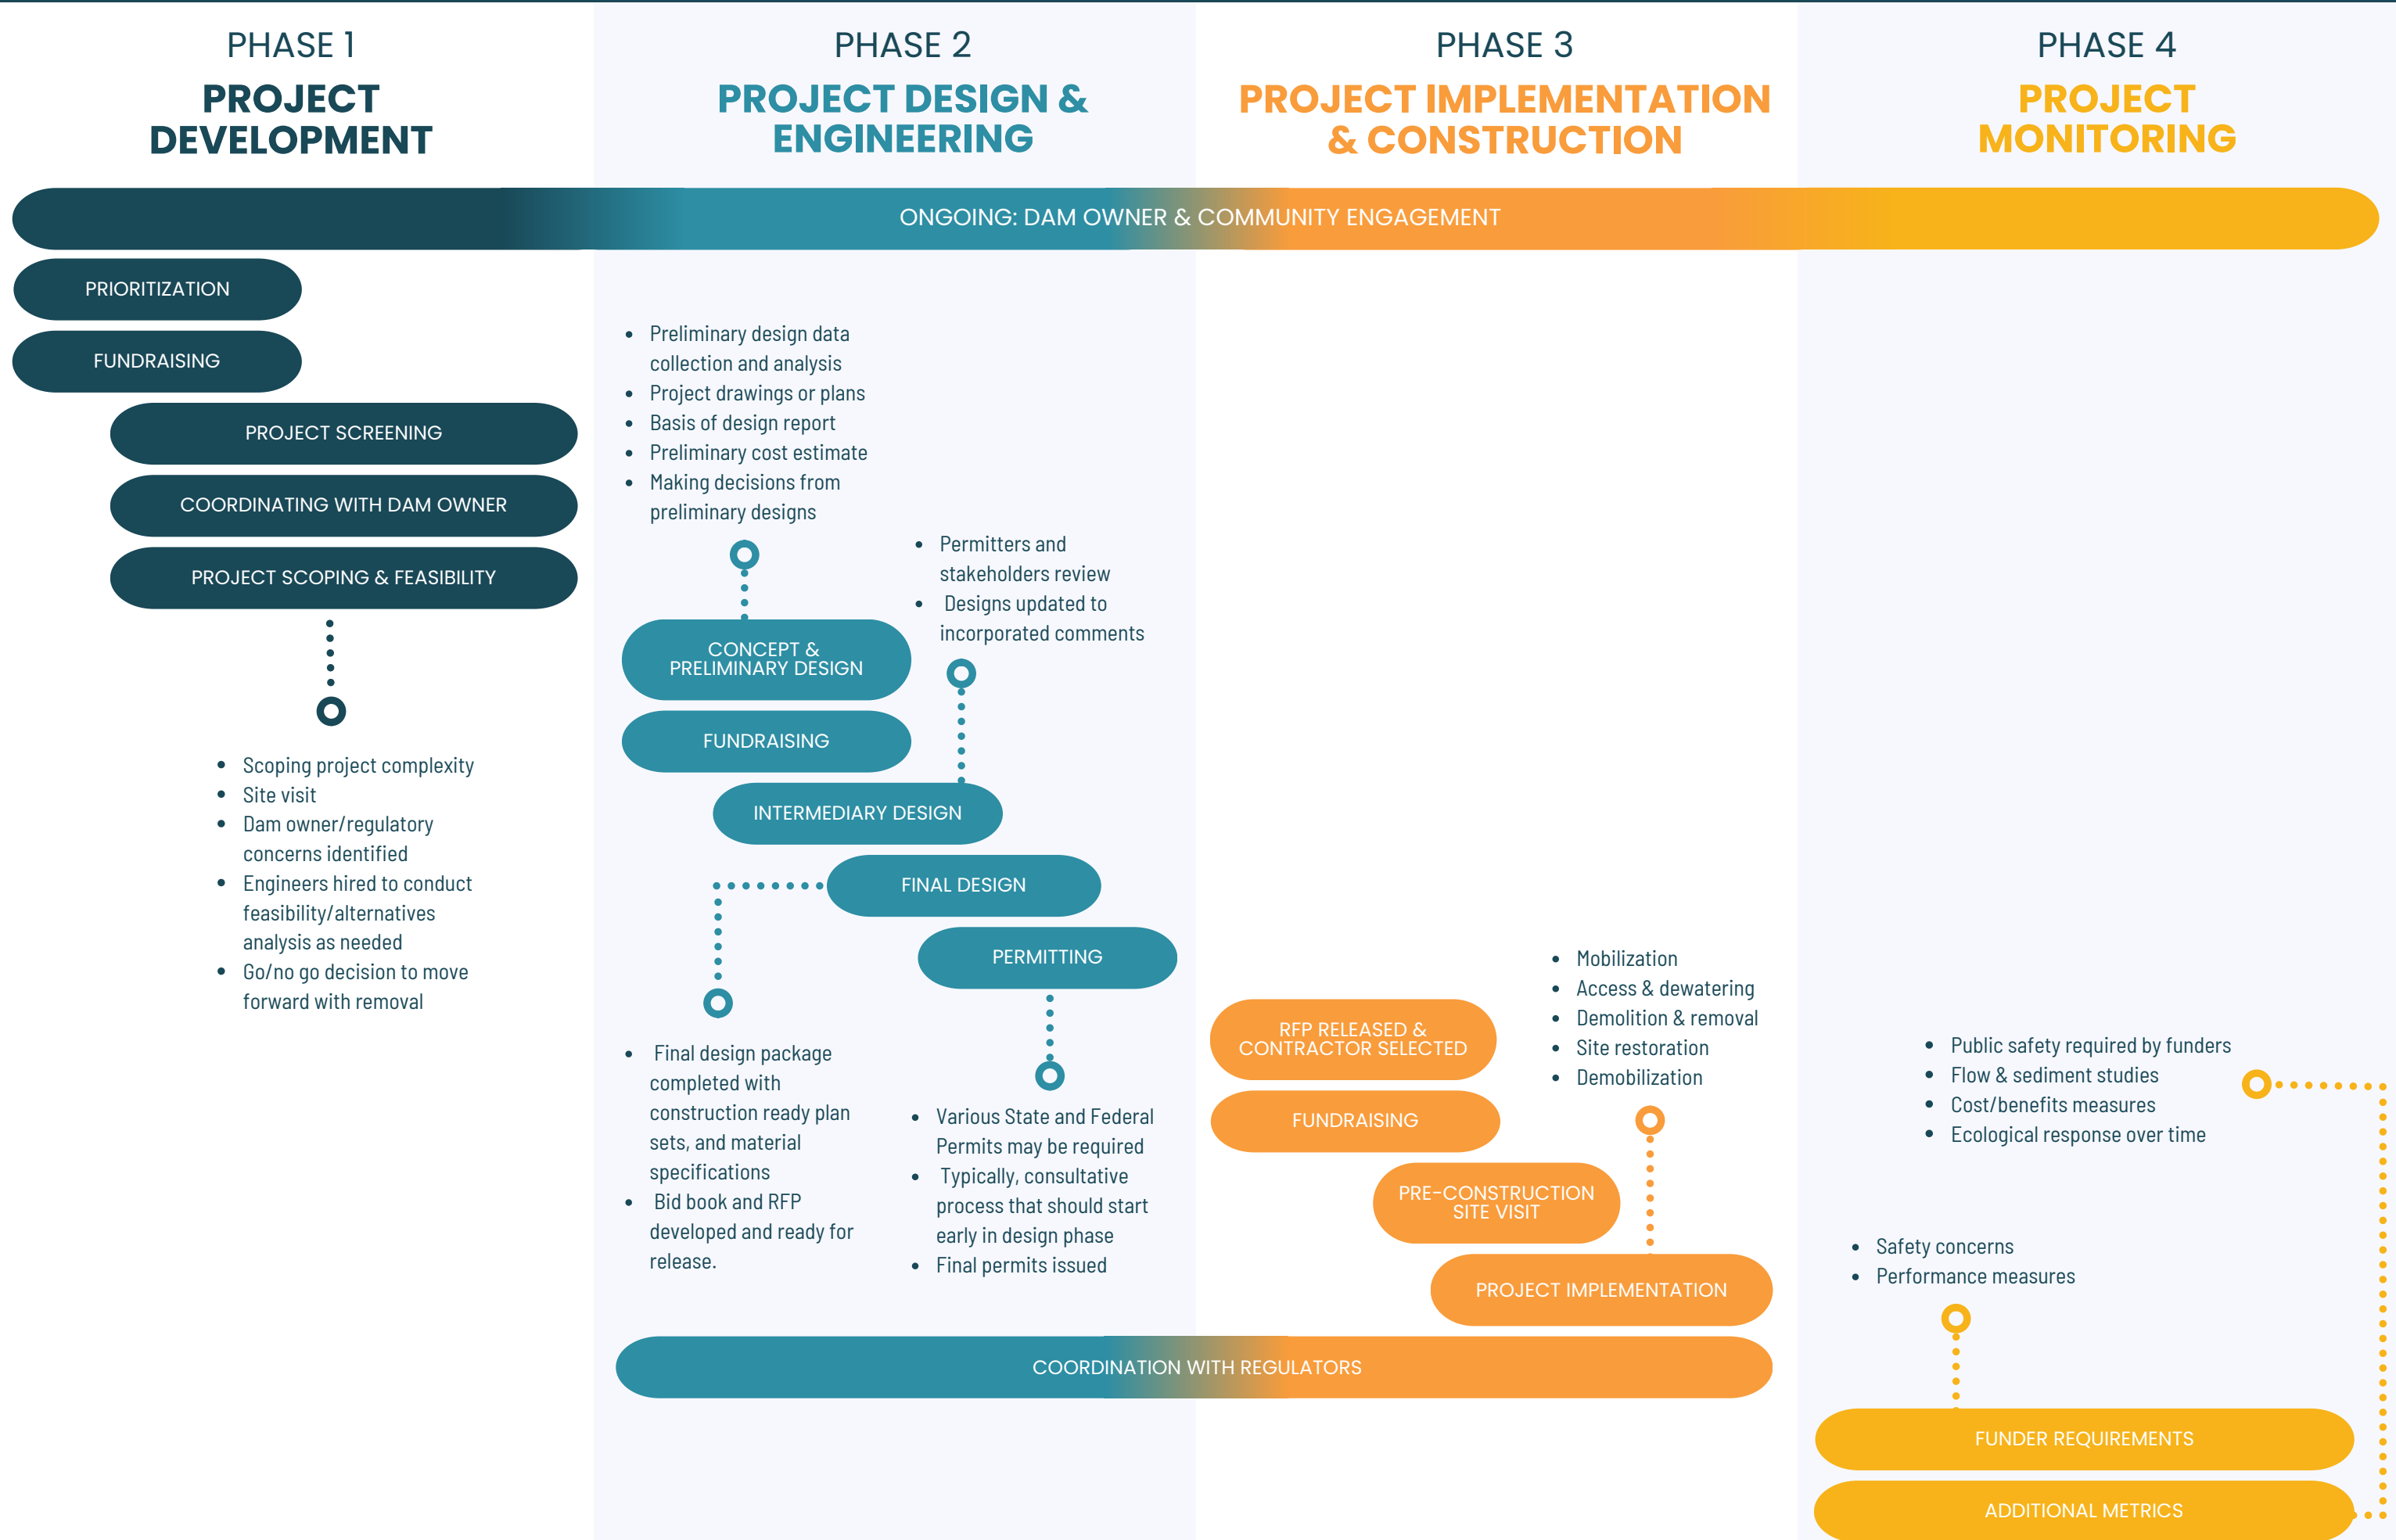 PHASE 1
PROJECT
DEVELOPMENT
PHASE 2
PROJECT DESIGN &
ENGINEERING
PHASE 3
PROJECT IMPLEMENTATION
& CONSTRUCTION
PHASE 4
PROJECT
MONITORING
ONGOING: DAM OWNER & COMMUNITY ENGAGEMENT
PRIORITIZATION
FUNDRAISING
PROJECT SCREENING
COORDINATING WITH DAM OWNER
PROJECT SCOPING & FEASIBILITY
• Scoping project complexity
• Site visit
• Dam owner/regulatory
concerns identified
• Engineers hired to conduct
feasibility/alternatives
analysis as needed
• Go/no go decision to move
forward with removal
• Preliminary design data
collection and analysis
• Project drawings or plans
• Basis of design report
• Preliminary cost estimate
• Making decisions from
preliminary designs
CONCEPT &
PRELIMINARY DESIGN
FUNDRAISING
• Permitters and
stakeholders review
• Designs updated to
incorporated comments
INTERMEDIARY DESIGN
FINAL DESIGN
PERMITTING
• Final design package
completed with
construction ready plan
sets, and material
specifications
• Bid book and RFP
developed and ready for
release.
• Various State and Federal
Permits may be required
• Typically, consultative
process that should start
early in design phase
• Final permits issued
RFP RELEASED &
CONTRACTOR SELECTED
FUNDRAISING
PRE-CONSTRUCTION
SITE VISIT
• Mobilization
• Access & dewatering
• Demolition & removal
• Site restoration
• Demobilization
PROJECT IMPLEMENTATION
COORDINATION WITH REGULATORS
• Public safety required by funders
• Flow & sediment studies
• Cost/benefits measures
• Ecological response over time
• Safety concerns
• Performance measures
FUNDER REQUIREMENTS
ADDITIONAL METRICS